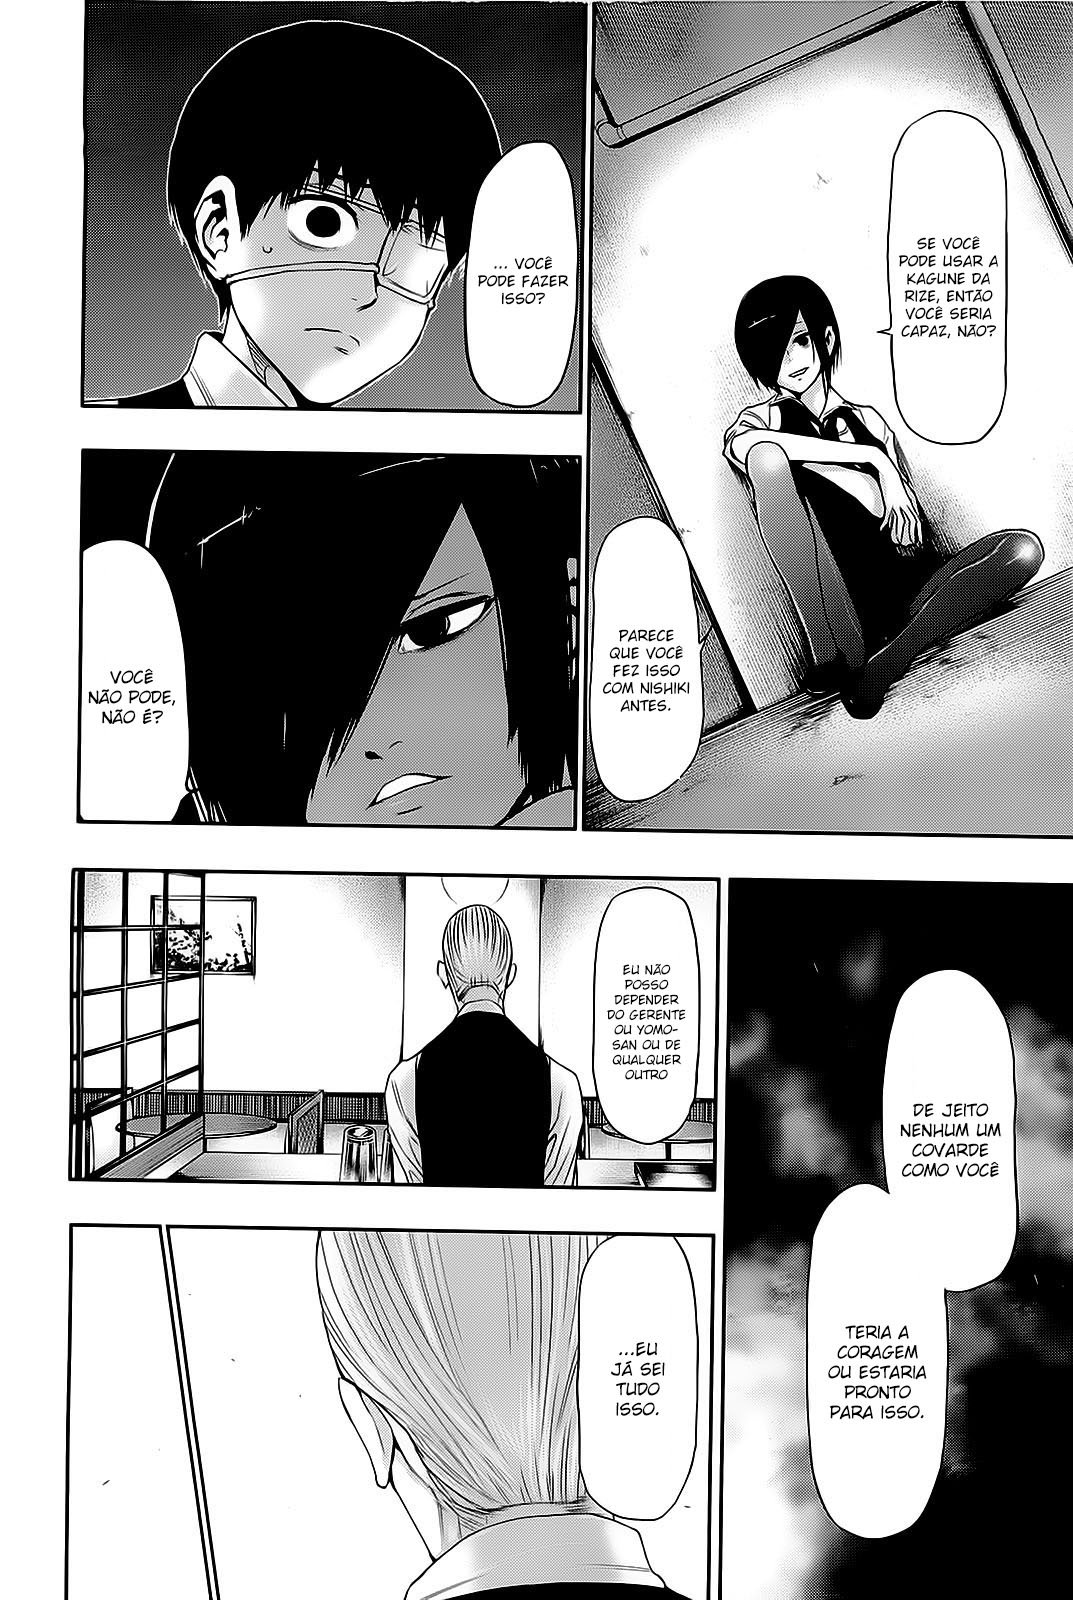 SE VOCÊ
PODE USAR A
KAGUNE DA
RIZE, ENTÃO
VOCÊ SERIA
CAPAZ, NÃO?
PARECE
QUE VOCÊ
FEZ ISSO
COM NISHIKI
ANTES.
... VOCÊ
PODE FAZER
ISSO?
VOCÊ
NÃO PODE,
NÃO É?
DE JEITO
NENHUM UM
COVARDE
COMO VOCÊ
TERIA A
CORAGEM
OU ESTARIA
PRONTO
PARA ISSO.
EU NÃO
POSSO
DEPENDER
DO GERENTE
OU YOMO-
SAN OU DE
QUALQUER
OUTRO
...EU
JÁ SEI
TUDO
ISSO.